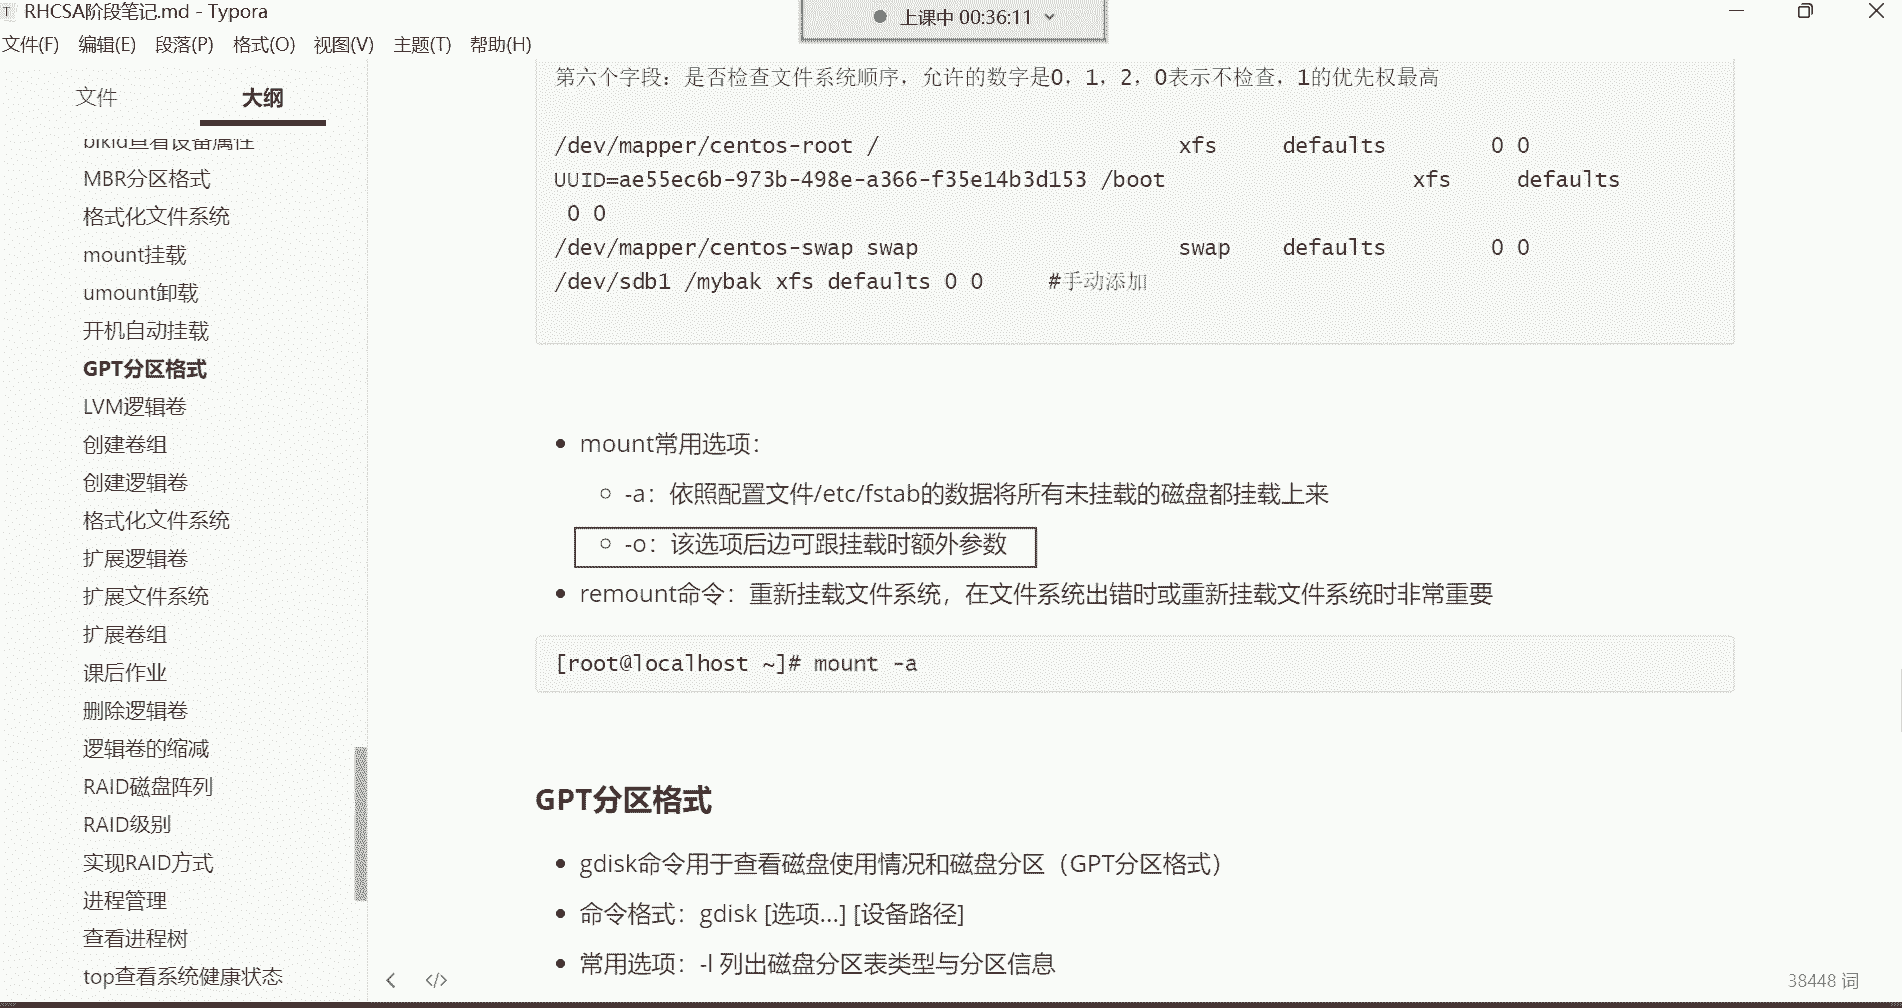 RHCSA阶段笔记.md - Typora
上课中 00:36:11
文件(F) 编辑(E) 段落(P) 格式(O) 视图(V) 主题(T) 帮助(H)
文件 大纲
blkid查看设备属性
MBR分区格式
格式化文件系统
mount挂载
umount卸载
开机自动挂载
GPT分区格式
LVM逻辑卷
创建卷组
创建逻辑卷
格式化文件系统
扩展逻辑卷
扩展文件系统
扩展卷组
课后作业
删除逻辑卷
逻辑卷的缩减
RAID磁盘阵列
RAID级别
实现RAID方式
进程管理
查看进程树
top查看系统健康状态
第六个字段：是否检查文件系统顺序，允许的数字是0，1，2，0表示不检查，1的优先权最高
/dev/mapper/centos-root / xfs defaults 0 0
UUID=ae55ec6b-973b-498e-a366-f35e14b3d153 /boot xfs defaults
0 0
/dev/mapper/centos-swap swap swap defaults 0 0
/dev/sdb1 /mybak xfs defaults 0 0 #手动添加
mount常用选项：
-a：依照配置文件/etc/fstab的数据将所有未挂载的磁盘都挂载上来
-o：该选项后边可跟挂载时额外参数
remount命令：重新挂载文件系统，在文件系统出错时或重新挂载文件系统时非常重要
[root@localhost ~]# mount -a
GPT分区格式
gdisk命令用于查看磁盘使用情况和磁盘分区（GPT分区格式）
命令格式：gdisk [选项...] [设备路径]
常用选项：-l 列出磁盘分区表类型与分区信息
38448 词